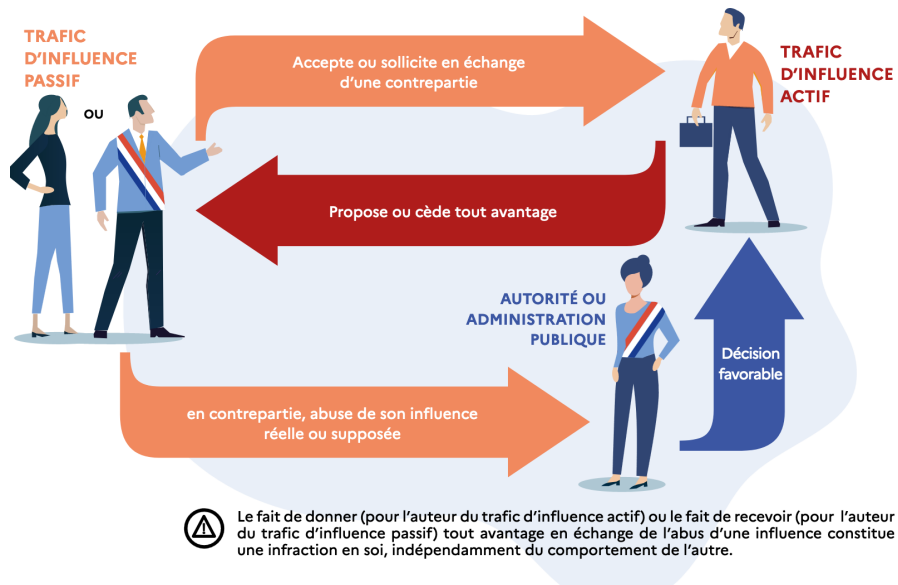 TRAFIC
D'INFLUENCE
PASSIF
OU
Accepte ou sollicite en échange
d'une contrepartie
TRAFIC
D'INFLUENCE
ACTIF
Propose ou cède tout avantage
AUTORITÉ OU
ADMINISTRATION
PUBLIQUE
Décision
favorable
en contrepartie, abuse de son influence
réelle ou supposée
Le fait de donner (pour l'auteur du trafic d'influence actif) ou le fait de recevoir (pour l'auteur
du trafic d'influence passif) tout avantage en échange de l'abus d'une influence constitue
une infraction en soi, indépendamment du comportement de l'autre.